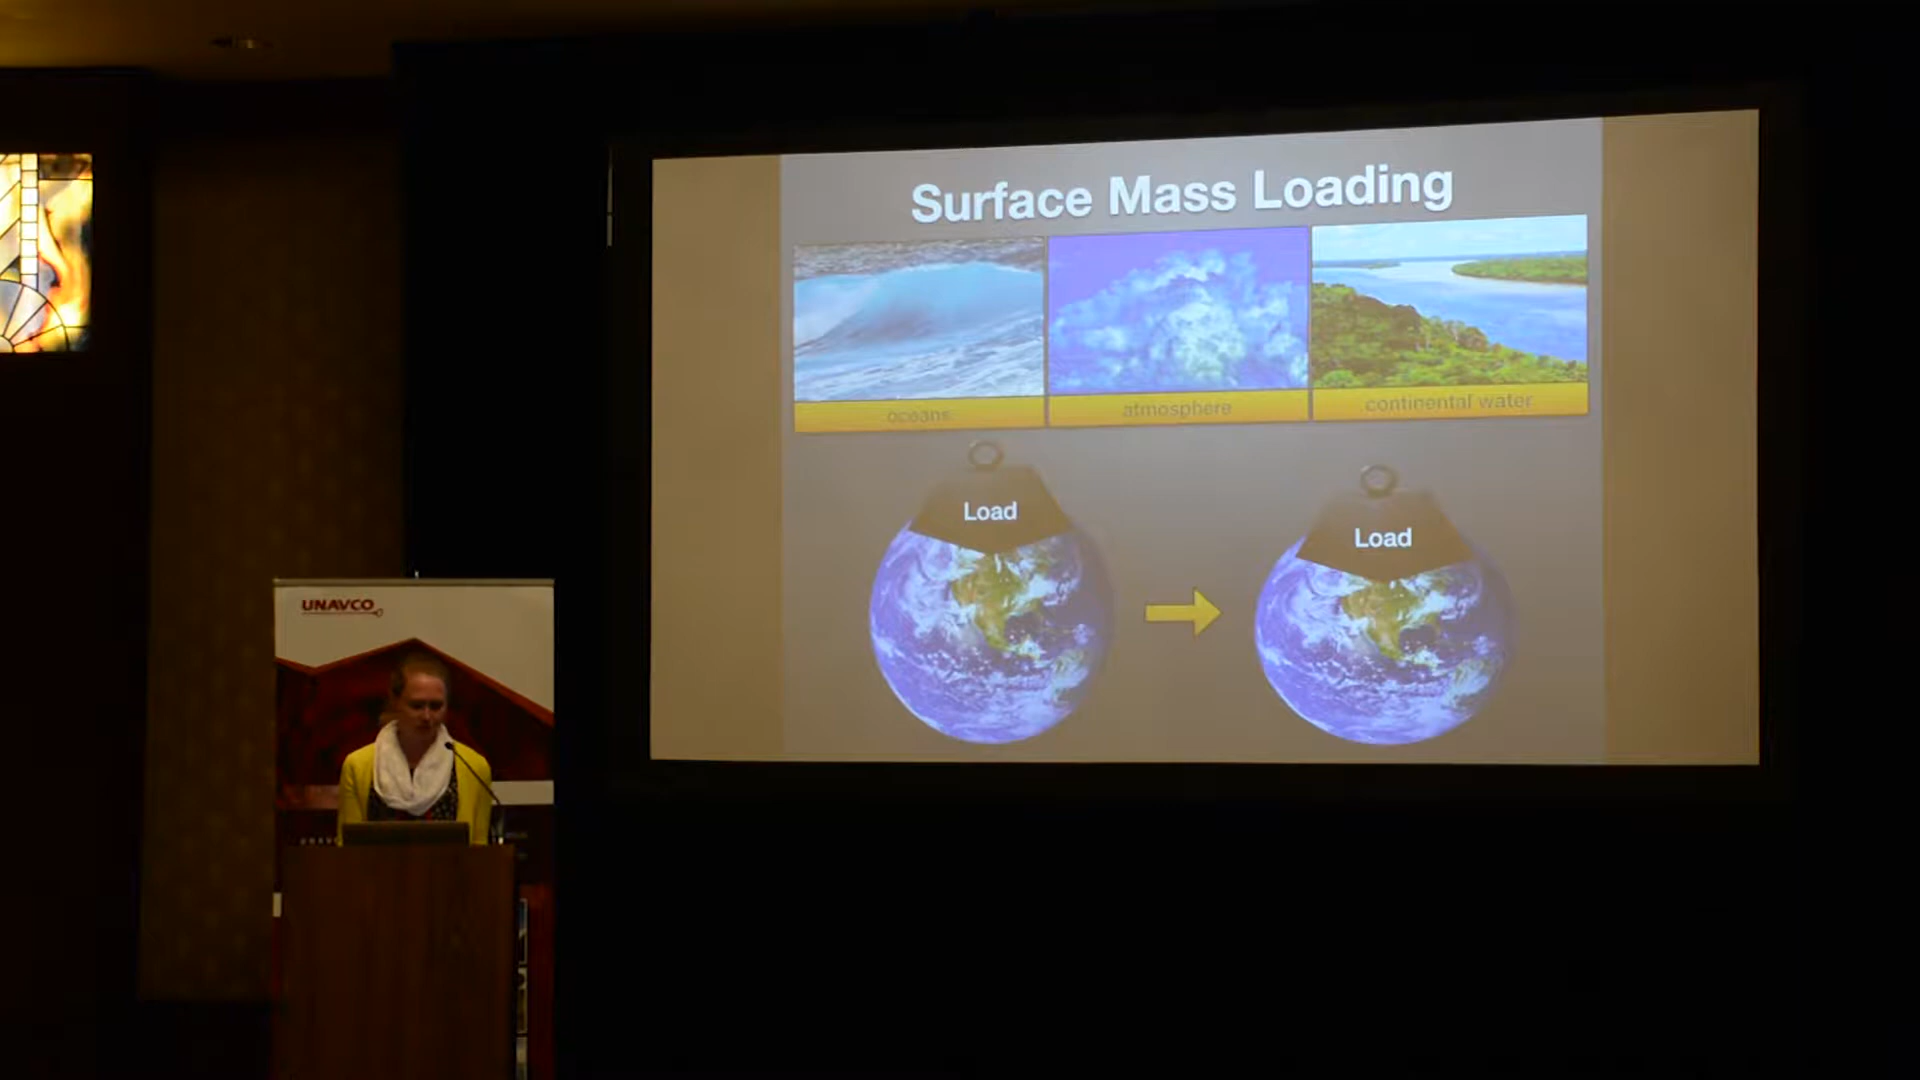 Surface Mass Loading
oceans
atmosphere
continental water
Load
Load
UNAVCO